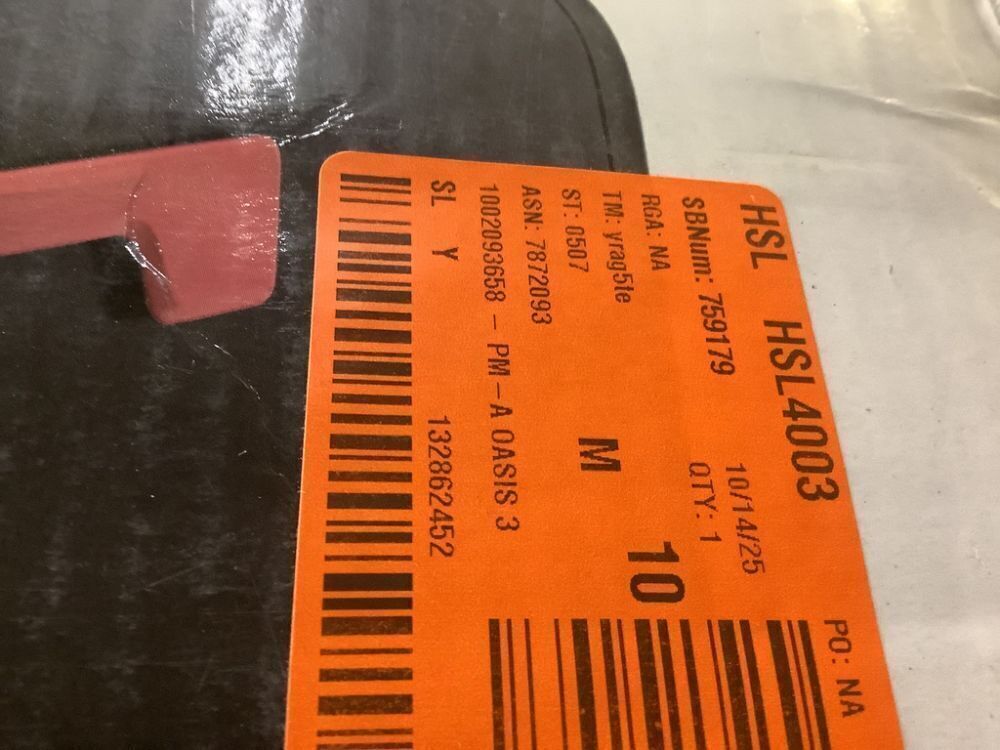 HSL HSL4003
PO: NA
SBNum: 759179
10/14/25
RGA: NA
QTY: 1
TM: yrag5te
10
ST: 0507
M
ASN: 7872093
1002093658 - PM-A OASIS 3
SL Y
132862452